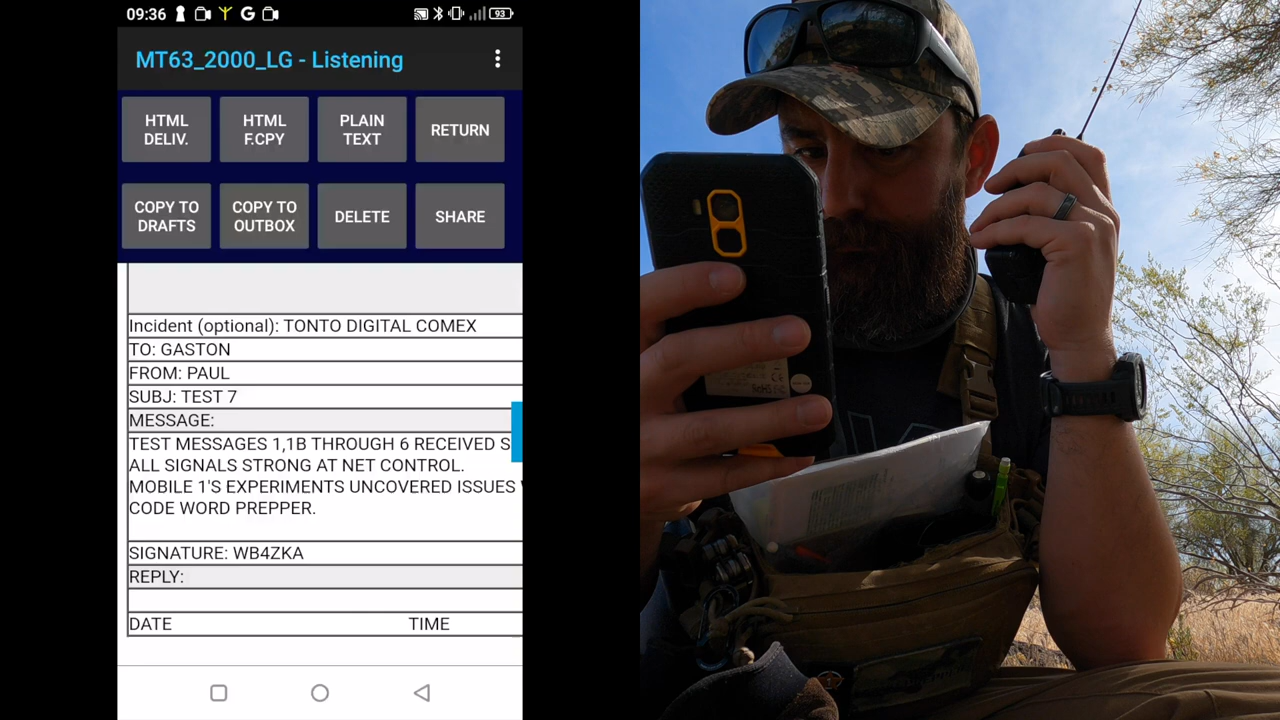 09:36
93
MT63_2000_LG - Listening
HTML DELIV.
HTML F.CPY
PLAIN TEXT
RETURN
COPY TO DRAFTS
COPY TO OUTBOX
DELETE
SHARE
Incident (optional): TONTO DIGITAL COMEX
TO: GASTON
FROM: PAUL
SUBJ: TEST 7
MESSAGE:
TEST MESSAGES 1,1B THROUGH 6 RECEIVED S
ALL SIGNALS STRONG AT NET CONTROL.
MOBILE 1'S EXPERIMENTS UNCOVERED ISSUES
CODE WORD PREPPER.
SIGNATURE: WB4ZKA
REPLY:
DATE TIME